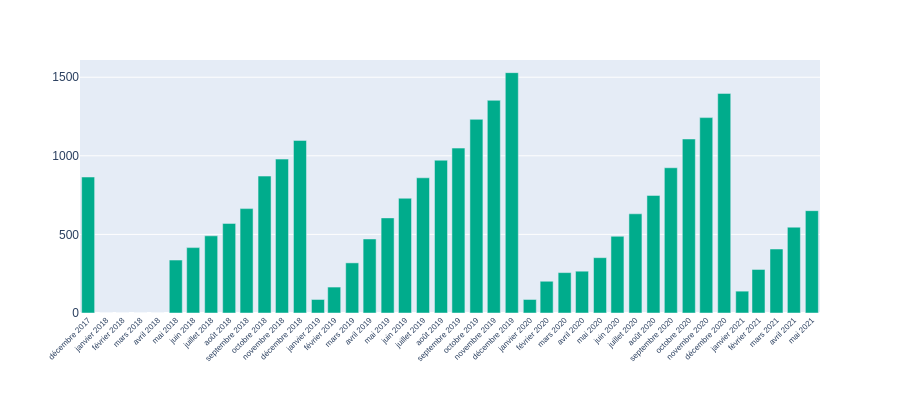 1500
1000
500
0
décembre 2017
janvier 2018
février 2018
mars 2018
avril 2018
mai 2018
juin 2018
juillet 2018
août 2018
septembre 2018
octobre 2018
novembre 2018
décembre 2018
janvier 2019
février 2019
mars 2019
avril 2019
mai 2019
juin 2019
juillet 2019
août 2019
septembre 2019
octobre 2019
novembre 2019
décembre 2019
janvier 2020
février 2020
mars 2020
avril 2020
mai 2020
juin 2020
juillet 2020
août 2020
septembre 2020
octobre 2020
novembre 2020
décembre 2020
janvier 2021
février 2021
mars 2021
avril 2021
mai 2021